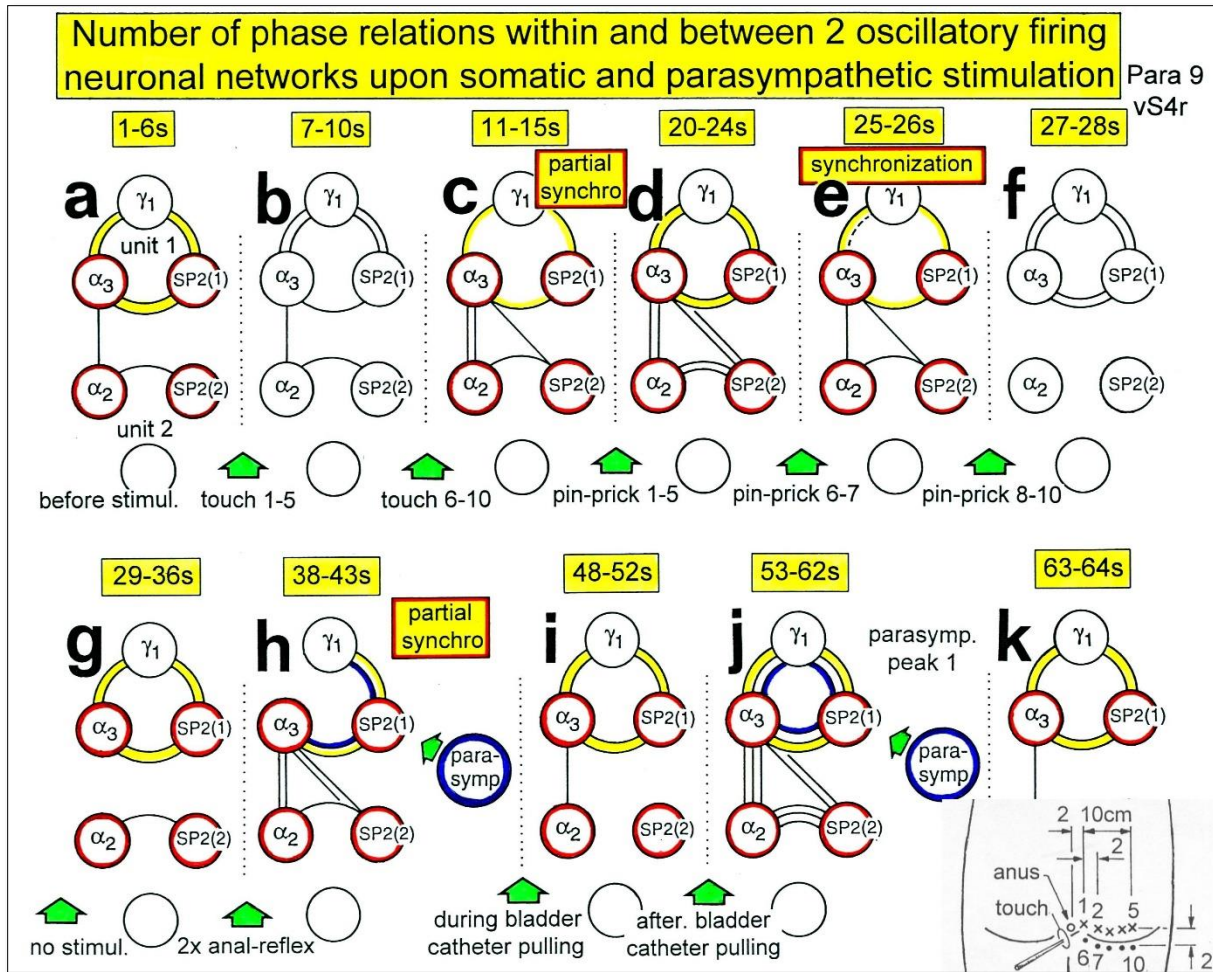 Number of phase relations within and between 2 oscillatory firing
neuronal networks upon somatic and parasympathetic stimulation
Para 9
vS4r
1-6s
7-10s
11-15s
20-24s
25-26s
27-28s
partial
synchro
synchronization
a
b
c
d
e
f
γ1
γ1
γ1
γ1
γ1
γ1
unit 1
α3
SP2(1)
α3
SP2(1)
α3
SP2(1)
α3
SP2(1)
α3
SP2(1)
α3
SP2(1)
α2
SP2(2)
α2
SP2(2)
α2
SP2(2)
α2
SP2(2)
α2
SP2(2)
α2
SP2(2)
unit 2
before stimul.
touch 1-5
touch 6-10
pin-prick 1-5
pin-prick 6-7
pin-prick 8-10
29-36s
38-43s
48-52s
53-62s
63-64s
partial
synchro
parasymp.
peak 1
g
h
i
j
k
γ1
γ1
γ1
γ1
γ1
α3
SP2(1)
α3
SP2(1)
α3
SP2(1)
α3
SP2(1)
α3
SP2(1)
para-
symp
para-
symp
α2
SP2(2)
α2
SP2(2)
α2
SP2(2)
α2
SP2(2)
no stimul.
2x anal-reflex
during bladder
catheter pulling
after. bladder
catheter pulling
2 10cm
2
anus
touch
1 2 5
6 7 10
2